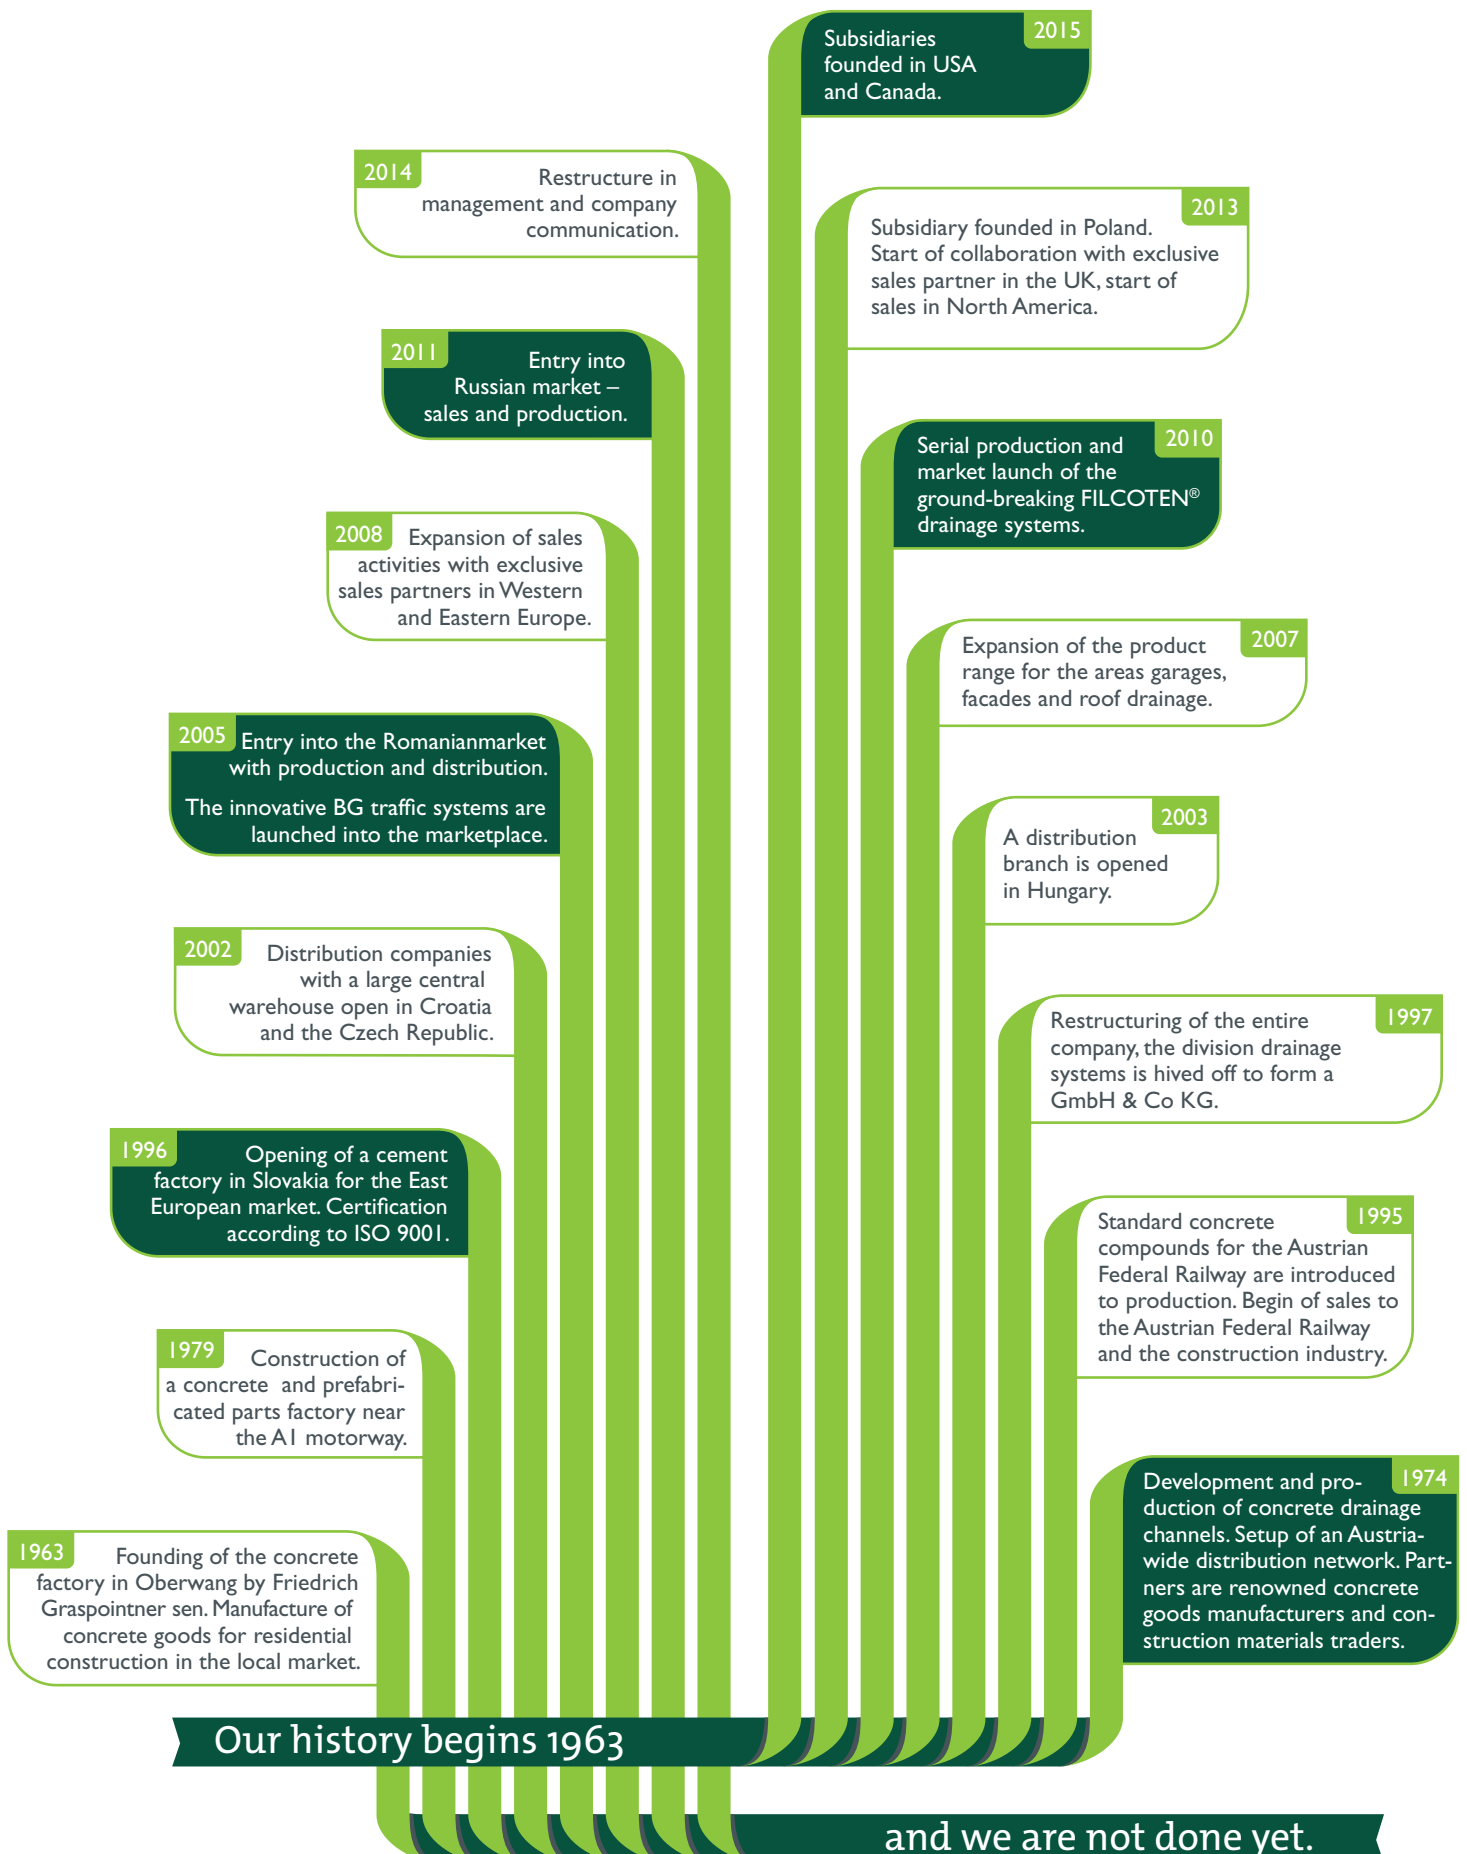 2015
Subsidiaries
founded in USA
and Canada.
2014
Restructure in
management and company
communication.
2013
Subsidiary founded in Poland.
Start of collaboration with exclusive
sales partner in the UK, start of
sales in North America.
2011
Entry into
Russian market –
sales and production.
2010
Serial production and
market launch of the
ground-breaking FILCOTEN®
drainage systems.
2008
Expansion of sales
activities with exclusive
sales partners in Western
and Eastern Europe.
2007
Expansion of the product
range for the areas garages,
facades and roof drainage.
2005
Entry into the Romanianmarket
with production and distribution.
The innovative BG traffic systems are
launched into the marketplace.
2003
A distribution
branch is opened
in Hungary.
2002
Distribution companies
with a large central
warehouse open in Croatia
and the Czech Republic.
1997
Restructuring of the entire
company, the division drainage
systems is hived off to form a
GmbH & Co KG.
1996
Opening of a cement
factory in Slovakia for the East
European market. Certification
according to ISO 9001.
1995
Standard concrete
compounds for the Austrian
Federal Railway are introduced
to production. Begin of sales to
the Austrian Federal Railway
and the construction industry.
1979
Construction of
a concrete and prefabri-
cated parts factory near
the A1 motorway.
1974
Development and pro-
duction of concrete drainage
channels. Setup of an Austria-
wide distribution network. Part-
ners are renowned concrete
goods manufacturers and con-
struction materials traders.
1963
Founding of the concrete
factory in Oberwang by Friedrich
Graspointner sen. Manufacture of
concrete goods for residential
construction in the local market.
Our history begins 1963
and we are not done yet.